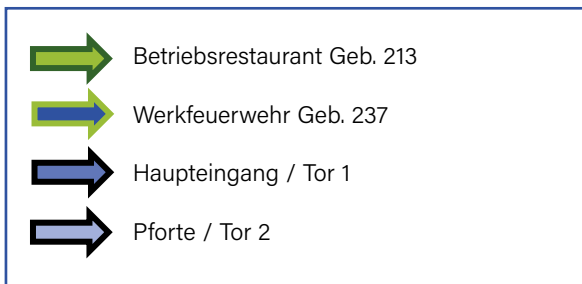 Betriebsrestaurant Geb. 213
Werkfeuerwehr Geb. 237
Haupteingang / Tor 1
Pforte / Tor 2